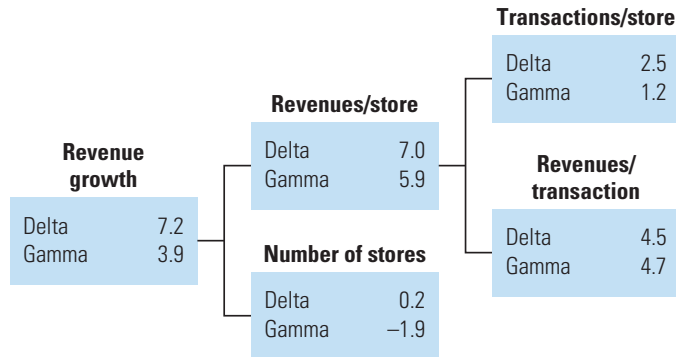 Transactions/store
Delta 2.5
Gamma 1.2
Revenues/store
Delta 7.0
Gamma 5.9
Revenue
growth
Delta 7.2
Gamma 3.9
Revenues/
transaction
Delta 4.5
Gamma 4.7
Number of stores
Delta 0.2
Gamma –1.9